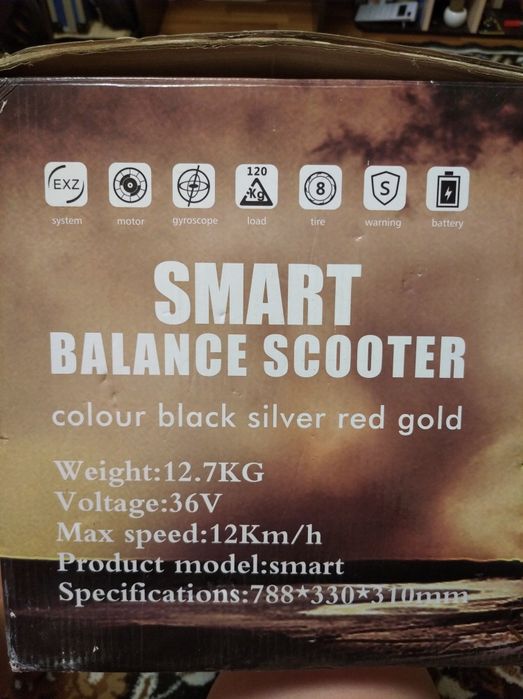 120
EXZ Kg 8 S
system motor gyroscope load tire warning battery
SMART
BALANCE SCOOTER
colour black silver red gold
Weight:12.7KG
Voltage:36V
Max speed:12Km/h
Product model:smart
Specifications:788*330*310mm